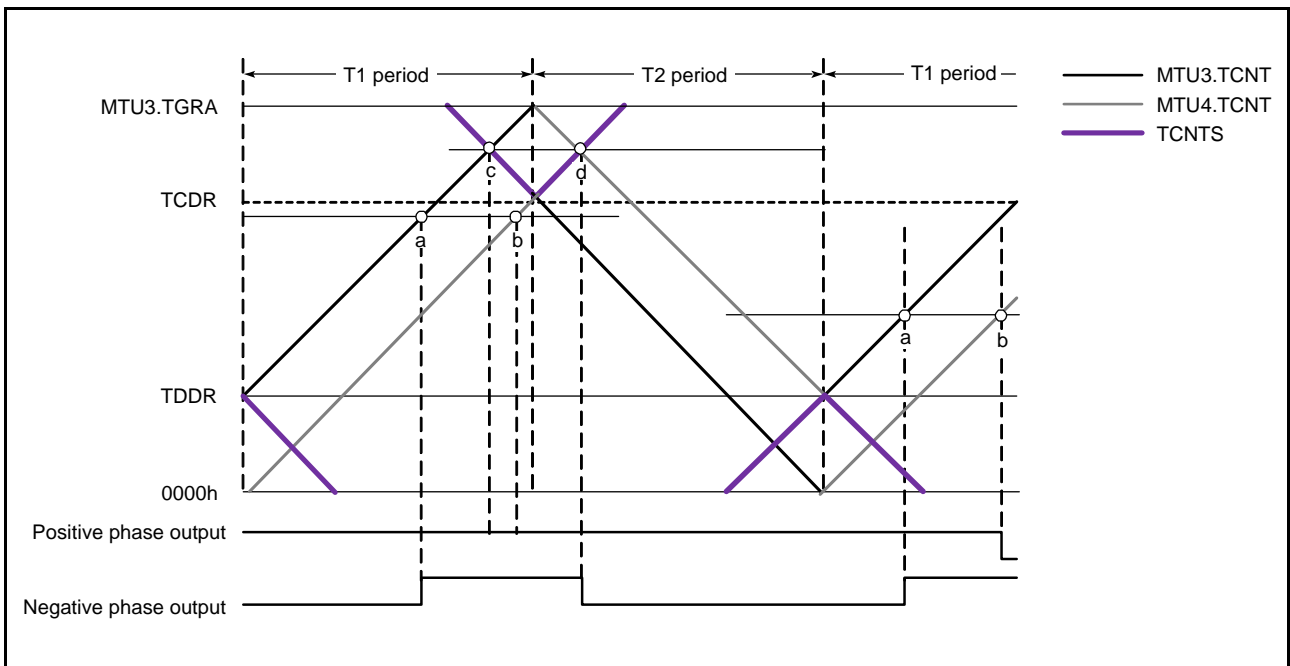 T1 period
T2 period
T1 period
MTU3.TCNT
MTU4.TCNT
TCNTS
MTU3.TGRA
c
d
TCDR
a
b
a
b
TDDR
0000h
Positive phase output
Negative phase output